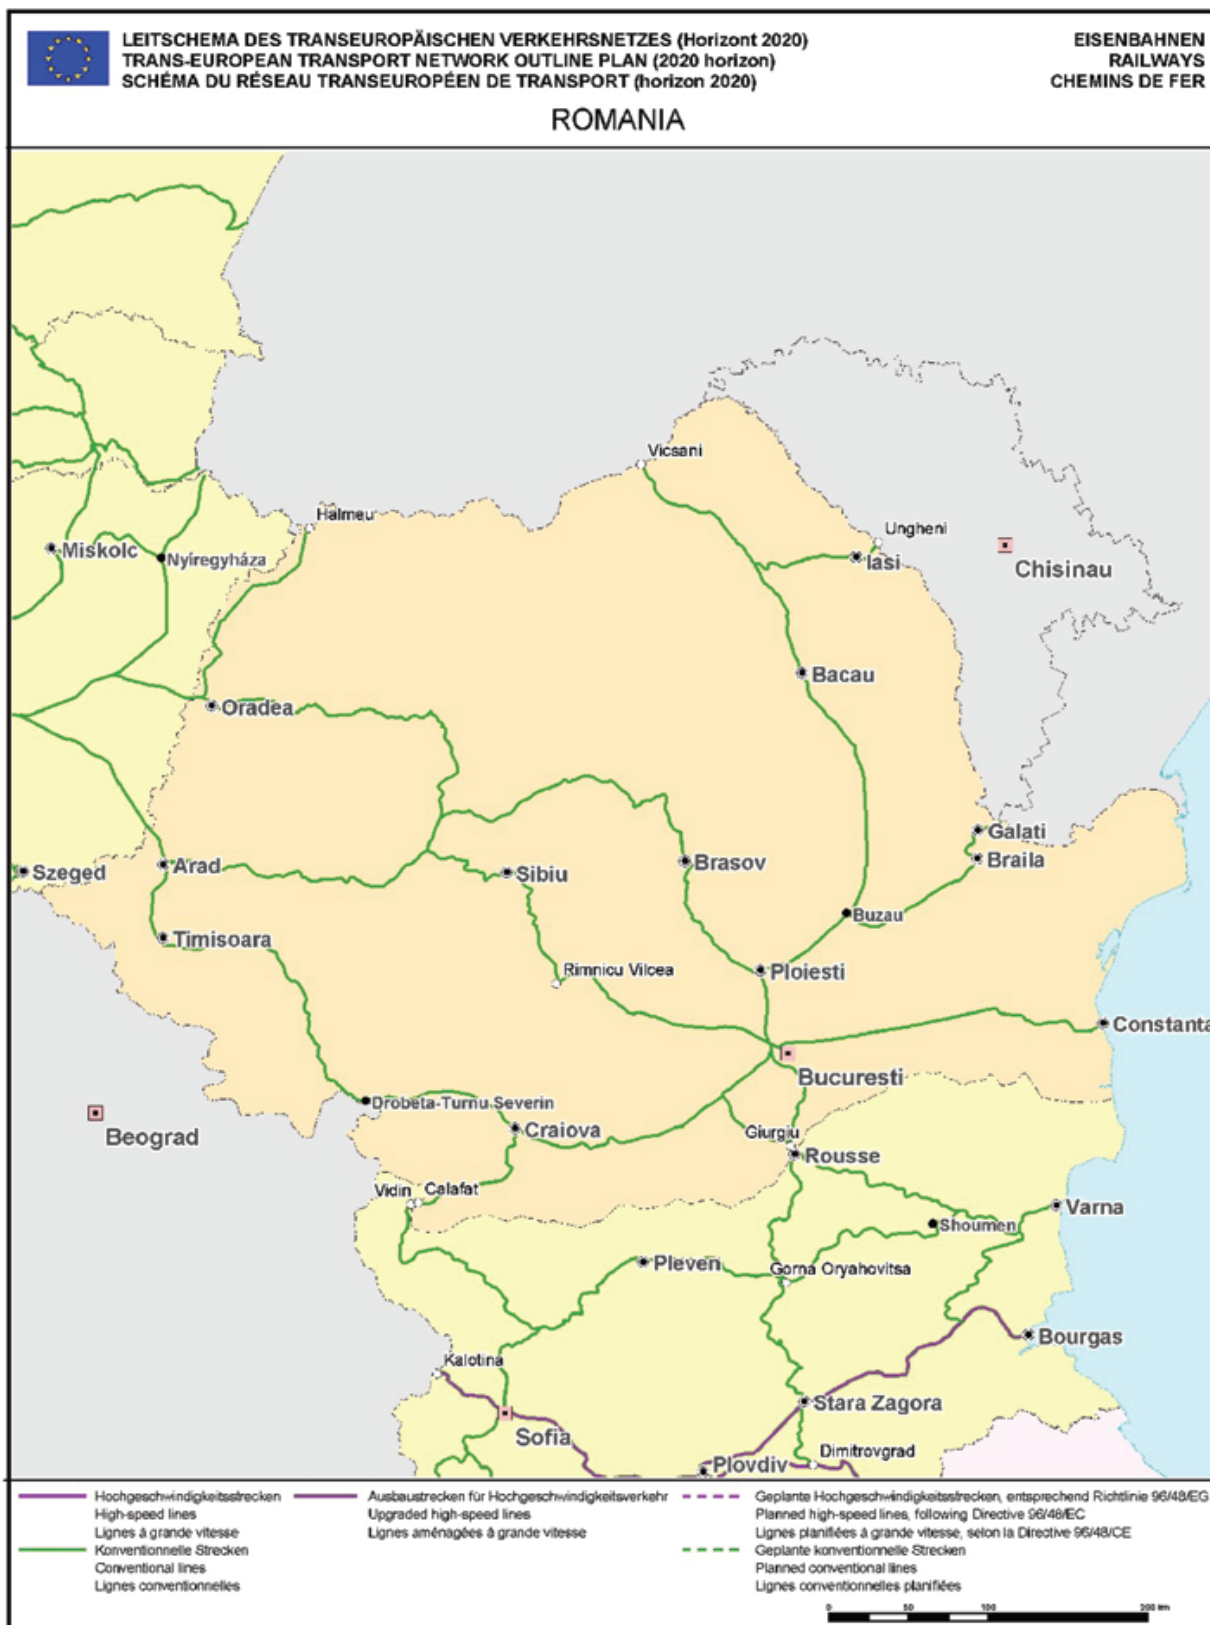 LEITSCHEMA DES TRANSEUROPÄISCHEN VERKEHRSNETZES (Horizont 2020)
TRANS-EUROPEAN TRANSPORT NETWORK OUTLINE PLAN (2020 horizon)
SCHÉMA DU RÉSEAU TRANSEUROPÉEN DE TRANSPORT (horizon 2020)
EISENBAHNEN
RAILWAYS
CHEMINS DE FER
ROMANIA
Vicsani
Halmeu
Ungheni
Miskolc
Nyíregyháza
Iasi
Chisinau
Bacau
Oradea
Galati
Braila
Szeged
Arad
Sibiu
Brasov
Buzau
Timisoara
Rimnicu Vilcea
Ploiesti
Constanta
Bucuresti
Drobeta-Turnu Severin
Beograd
Craiova
Giurgiu
Rousse
Vidin
Calafat
Varna
Shoumen
Pleven
Gorna Oryahovitsa
Bourgas
Kalotina
Stara Zagora
Sofia
Dimitrovgrad
Plovdiv
Hochgeschwindigkeitsstrecken
High-speed lines
Lignes à grande vitesse
Konventionnelle Strecken
Conventional lines
Lignes conventionnelles
Ausbaustrecken für Hochgeschwindigkeitsverkehr
Upgraded high-speed lines
Lignes aménagées à grande vitesse
Geplante Hochgeschwindigkeitsstrecken, entsprechend Richtlinie 96/48/EG
Planned high-speed lines, following Directive 96/48/EC
Lignes planifiées à grande vitesse, selon la Directive 96/48/CE
Geplante konventionelle Strecken
Planned conventional lines
Lignes conventionnelles planifiées
0 50 100 200 km